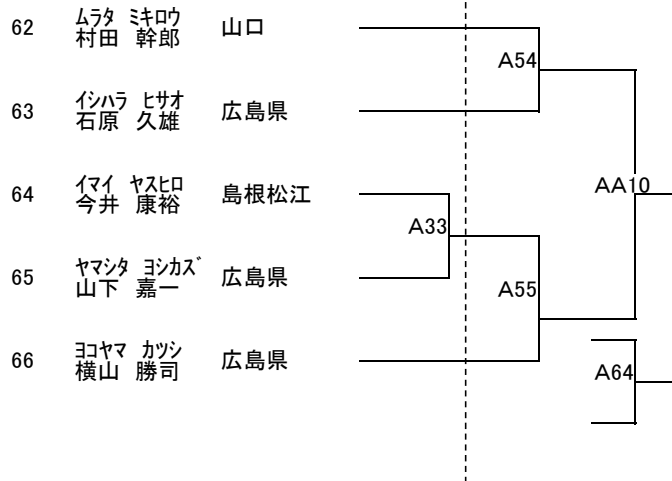 ムラタ ミキロウ
62 村田 幹郎 山口
A54
イシハラ ヒサオ
63 石原 久雄 広島県
イマイ ヤスヒロ
64 今井 康裕 島根松江
AA10
A33
ヤマシタ ヨシカズ
65 山下 嘉一 広島県
A55
ヨコヤマ カツシ
66 横山 勝司 広島県
A64